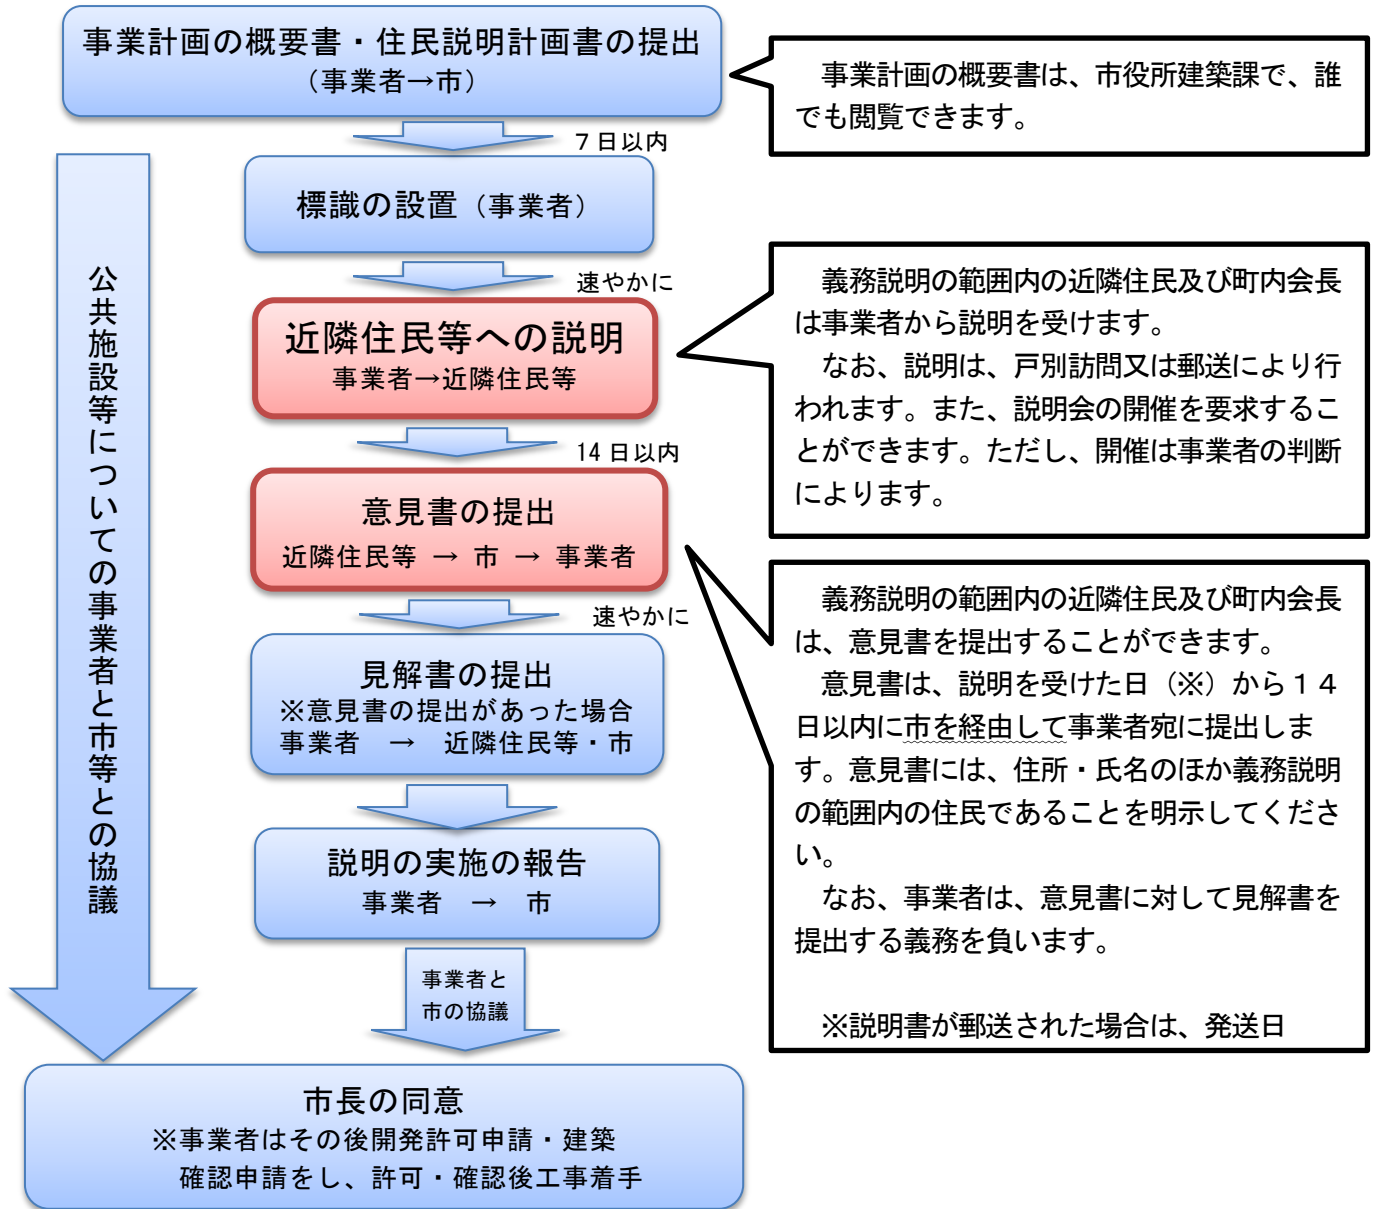 事業計画の概要書・住民説明計画書の提出
（事業者→市）
事業計画の概要書は、市役所建築課で、誰
でも閲覧できます。
７日以内
標識の設置（事業者）
速やかに
近隣住民等への説明
事業者→近隣住民等
義務説明の範囲内の近隣住民及び町内会長
は事業者から説明を受けます。
なお、説明は、戸別訪問又は郵送により行
われます。また、説明会の開催を要求するこ
とができます。ただし、開催は事業者の判断
によります。
14 日以内
意見書の提出
近隣住民等 → 市 → 事業者
義務説明の範囲内の近隣住民及び町内会長
は、意見書を提出することができます。
意見書は、説明を受けた日（※）から１４
日以内に市を経由して事業者宛に提出しま
す。意見書には、住所・氏名のほか義務説明
の範囲内の住民であることを明示してくださ
い。
なお、事業者は、意見書に対して見解書を
提出する義務を負います。
※説明書が郵送された場合は、発送日
速やかに
見解書の提出
※意見書の提出があった場合
事業者　→　近隣住民等・市
説明の実施の報告
事業者　→　市
事業者と
市の協議
公共施設等についての事業者と市等との協議
市長の同意
※事業者はその後開発許可申請・建築
確認申請をし、許可・確認後工事着手